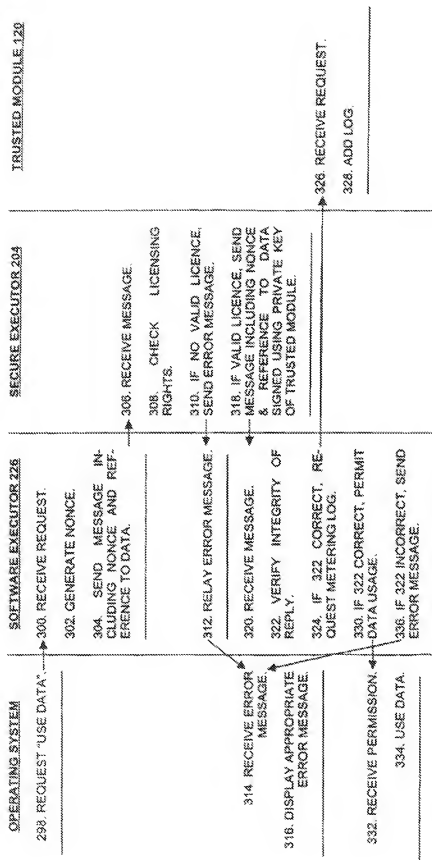 OPERATING SYSTEM
298. REQUEST "USE DATA"
314. RECEIVE ERROR
MESSAGE.
316. DISPLAY APPROPRIATE
ERROR MESSAGE.
332. RECEIVE PERMISSION.
334. USE DATA.
SOFTWARE EXECUTOR 226
300. RECEIVE REQUEST.
302. GENERATE NONCE.
304. SEND MESSAGE IN-
CLUDING NONCE AND REF-
ERENCE TO DATA.
312. RELAY ERROR MESSAGE.
320. RECEIVE MESSAGE.
322. VERIFY INTEGRITY OF
REPLY.
324. IF 322 CORRECT, RE-
QUEST METERING LOG.
330. IF 322 CORRECT, PERMIT
DATA USAGE.
336. IF 322 INCORRECT, SEND
ERROR MESSAGE.
SECURE EXECUTOR 204
306. RECEIVE MESSAGE.
308. CHECK LICENSING
RIGHTS.
310. IF NO VALID LICENCE,
SEND ERROR MESSAGE.
318. IF VALID LICENCE, SEND
MESSAGE INCLUDING NONCE
& REFERENCE TO DATA
SIGNED USING PRIVATE KEY
OF TRUSTED MODULE.
TRUSTED MODULE 120
326. RECEIVE REQUEST.
328. ADD LOG.